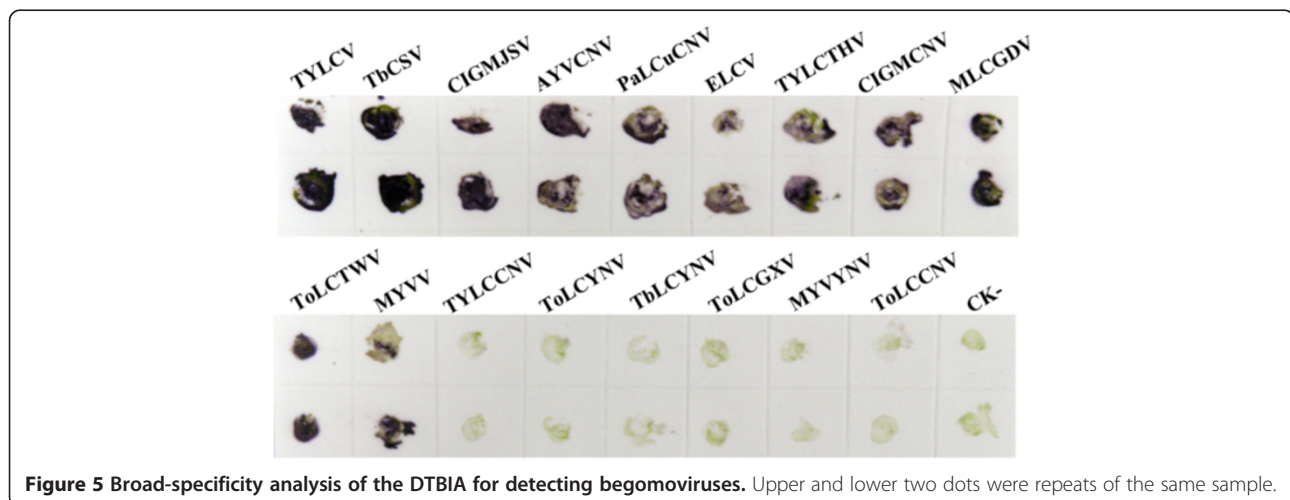 TYLCV TbCSV ClGMJSV AYVCNV PaLCuCNV ELCV TYLCTHV ClGMCNV MLCGDV
ToLCTWV MYVV TYLCCNV ToLCYNV TbLCYNV ToLCGXV MYVYNV ToLCCNV CK-
Figure 5 Broad-specificity analysis of the DTBIA for detecting begomoviruses. Upper and lower two dots were repeats of the same sample.